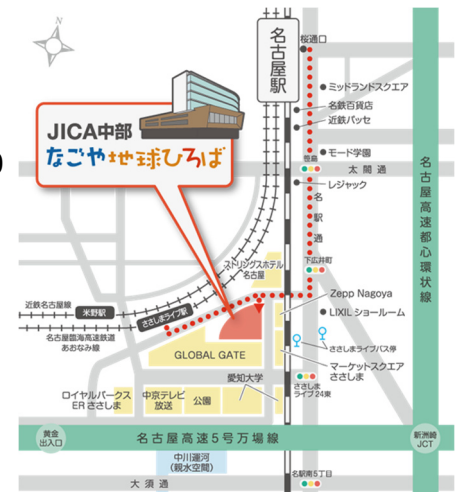 名古屋駅
桜通口
ミッドランドスクエア
名鉄百貨店
近鉄パッセ
JICA中部
なごや地球ひろば
笹島
モード学園
太閤通
レジャック
名駅通
名古屋高速都心環状線
ストリングスホテル
名古屋
下広井町
近鉄名古屋線
米野駅
ささしまライブ駅
Zepp Nagoya
LIXIL ショールーム
名古屋臨海高速鉄道
あおなみ線
ささしまライブバス停
GLOBAL GATE
マーケットスクエア
ささしま
愛知大学
ロイヤルパークス
ER ささしま
中京テレビ
放送
公園
ささしま
ライブ24東
黄金
出入口
名古屋高速5号万場線
新洲崎
JCT
中川運河
(親水空間)
名駅南5丁目
大須通